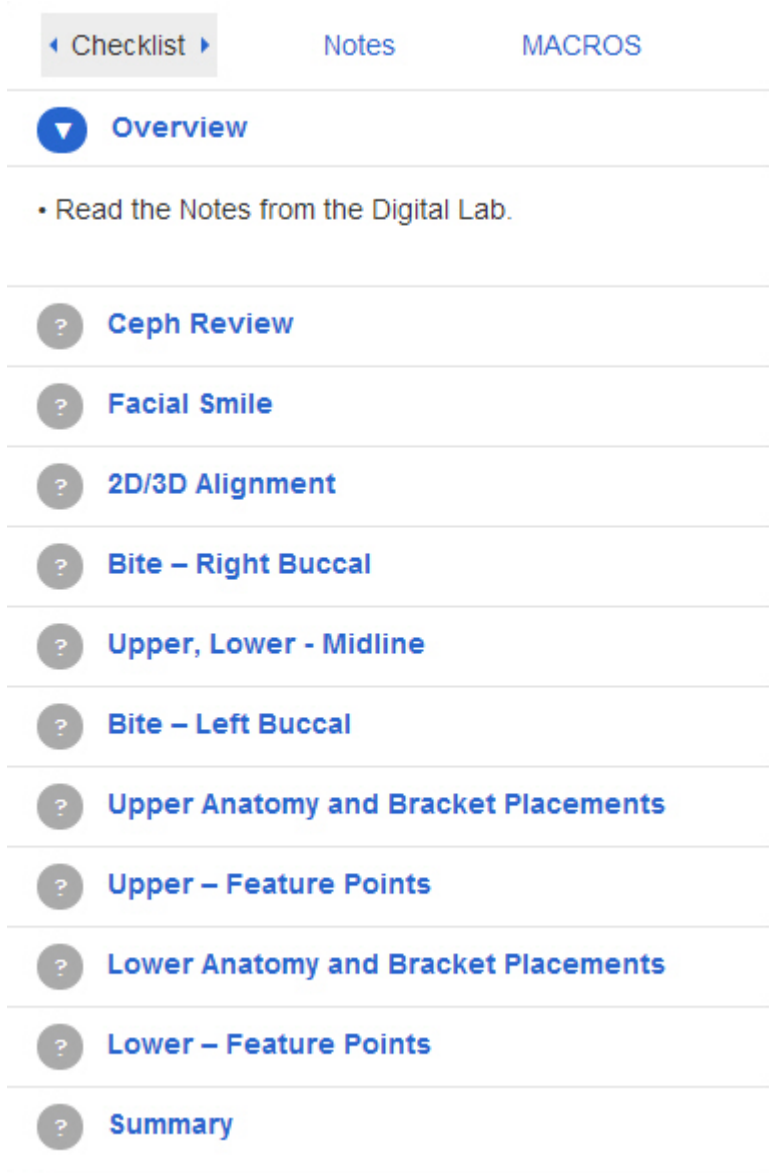 Checklist Notes MACROS
Overview
• Read the Notes from the Digital Lab.
? Ceph Review
? Facial Smile
? 2D/3D Alignment
? Bite – Right Buccal
? Upper, Lower - Midline
? Bite – Left Buccal
? Upper Anatomy and Bracket Placements
? Upper – Feature Points
? Lower Anatomy and Bracket Placements
? Lower – Feature Points
? Summary